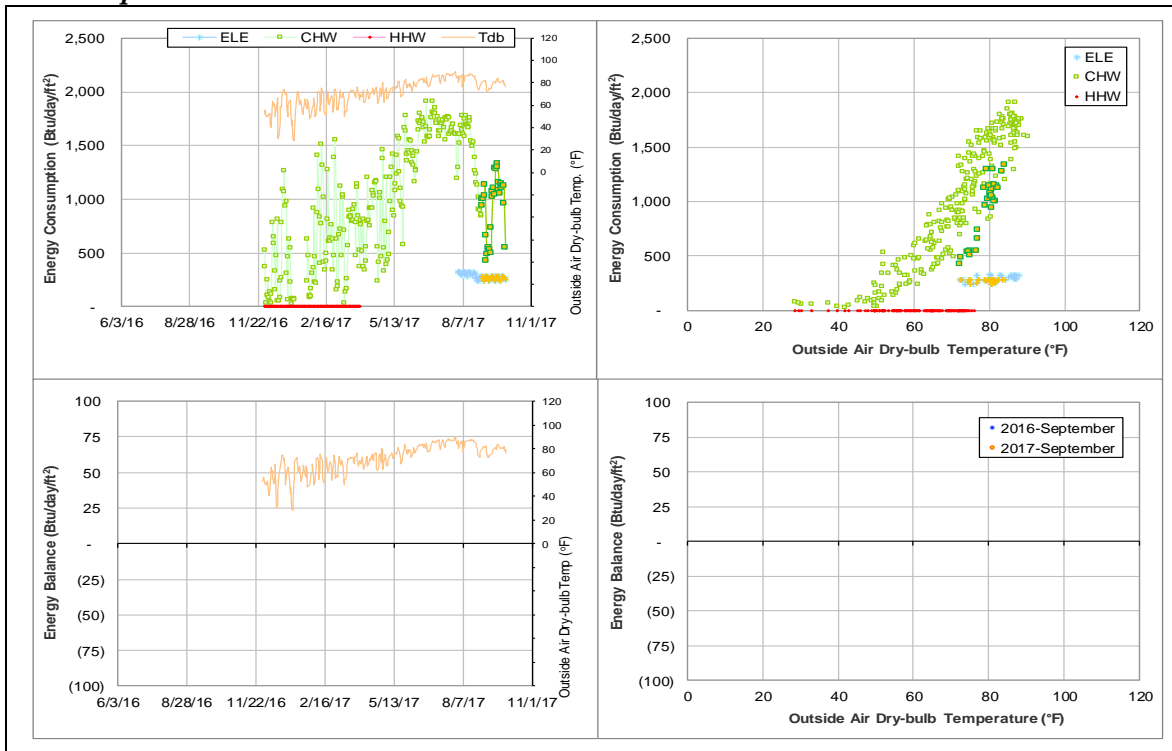 2,500
2,000
1,500
1,000
500
-
Energy Consumption (Btu/day/ft²)
ELE CHW HHW Tdb
120
100
80
60
40
20
0
Outside Air Dry-bulb Temp. (°F)
6/3/16 8/28/16 11/22/16 2/16/17 5/13/17 8/7/17 11/1/17
2,500
2,000
1,500
1,000
500
-
Energy Consumption (Btu/day/ft²)
ELE
CHW
HHW
0 20 40 60 80 100 120
Outside Air Dry-bulb Temperature (°F)
100
75
50
25
-
(25)
(50)
(75)
(100)
Energy Balance (Btu/day/ft²)
120
100
80
60
40
20
0
Outside Air Dry-bulb Temp (°F)
6/3/16 8/28/16 11/22/16 2/16/17 5/13/17 8/7/17 11/1/17
100
75
50
25
-
(25)
(50)
(75)
(100)
Energy Balance (Btu/day/ft²)
2016-September
2017-September
0 20 40 60 80 100 120
Outside Air Dry-bulb Temperature (°F)